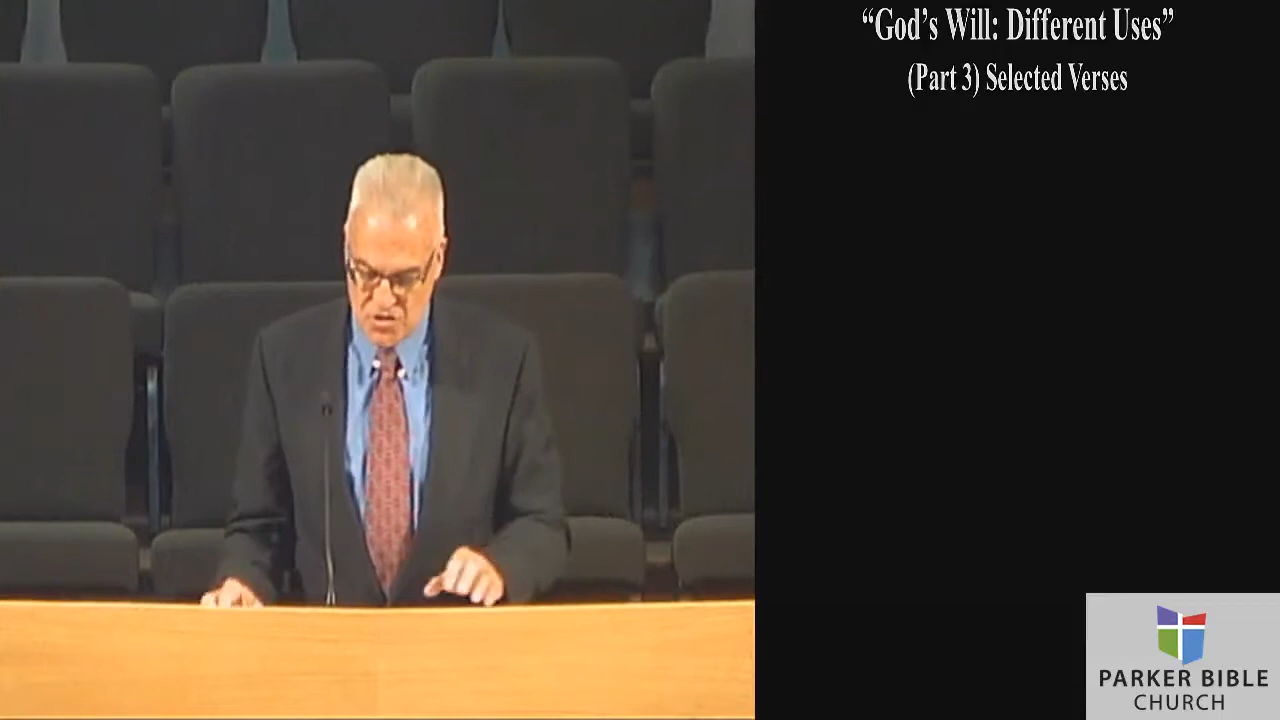 “God’s Will: Different Uses”
(Part 3) Selected Verses
PARKER BIBLE
CHURCH